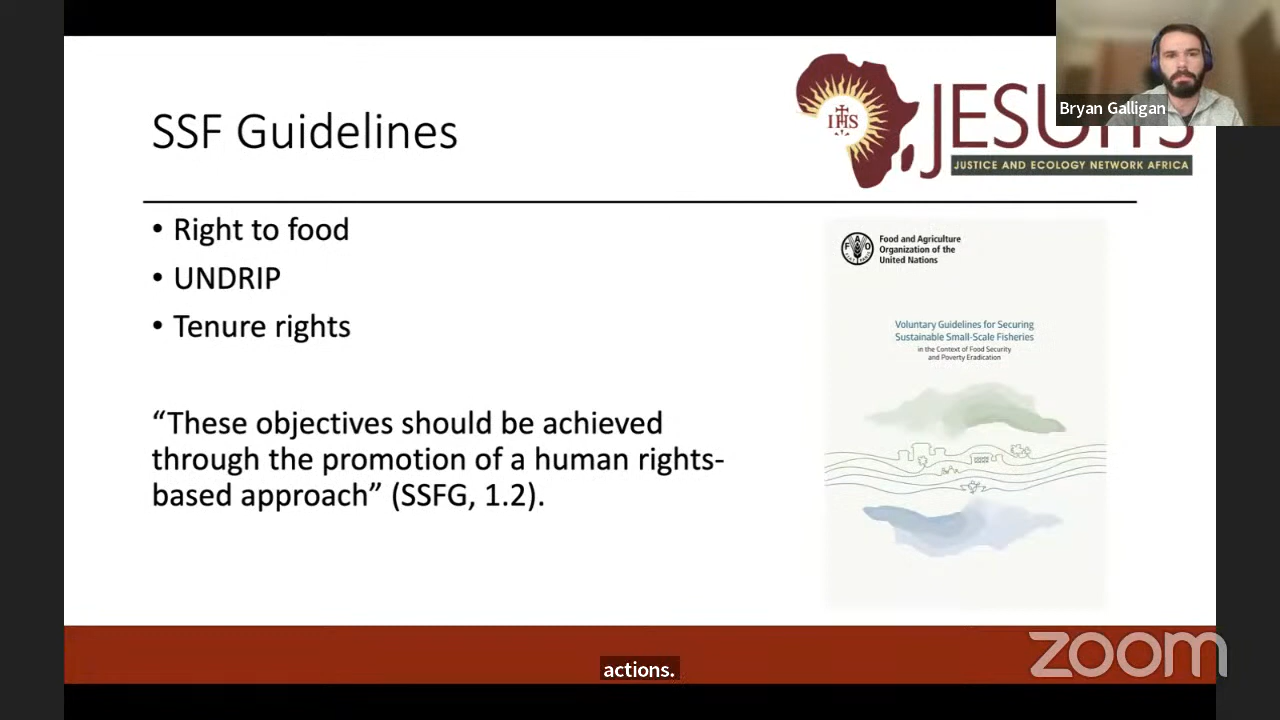 Bryan Galligan
SSF Guidelines
IHS
JESUITS
JUSTICE AND ECOLOGY NETWORK AFRICA
• Right to food
• UNDRIP
• Tenure rights
“These objectives should be achieved
through the promotion of a human rights-
based approach” (SSFG, 1.2).
FAO
Food and Agriculture
Organization of the
United Nations
Voluntary Guidelines for Securing
Sustainable Small-Scale Fisheries
in the Context of Food Security
and Poverty Eradication
actions.
zoom